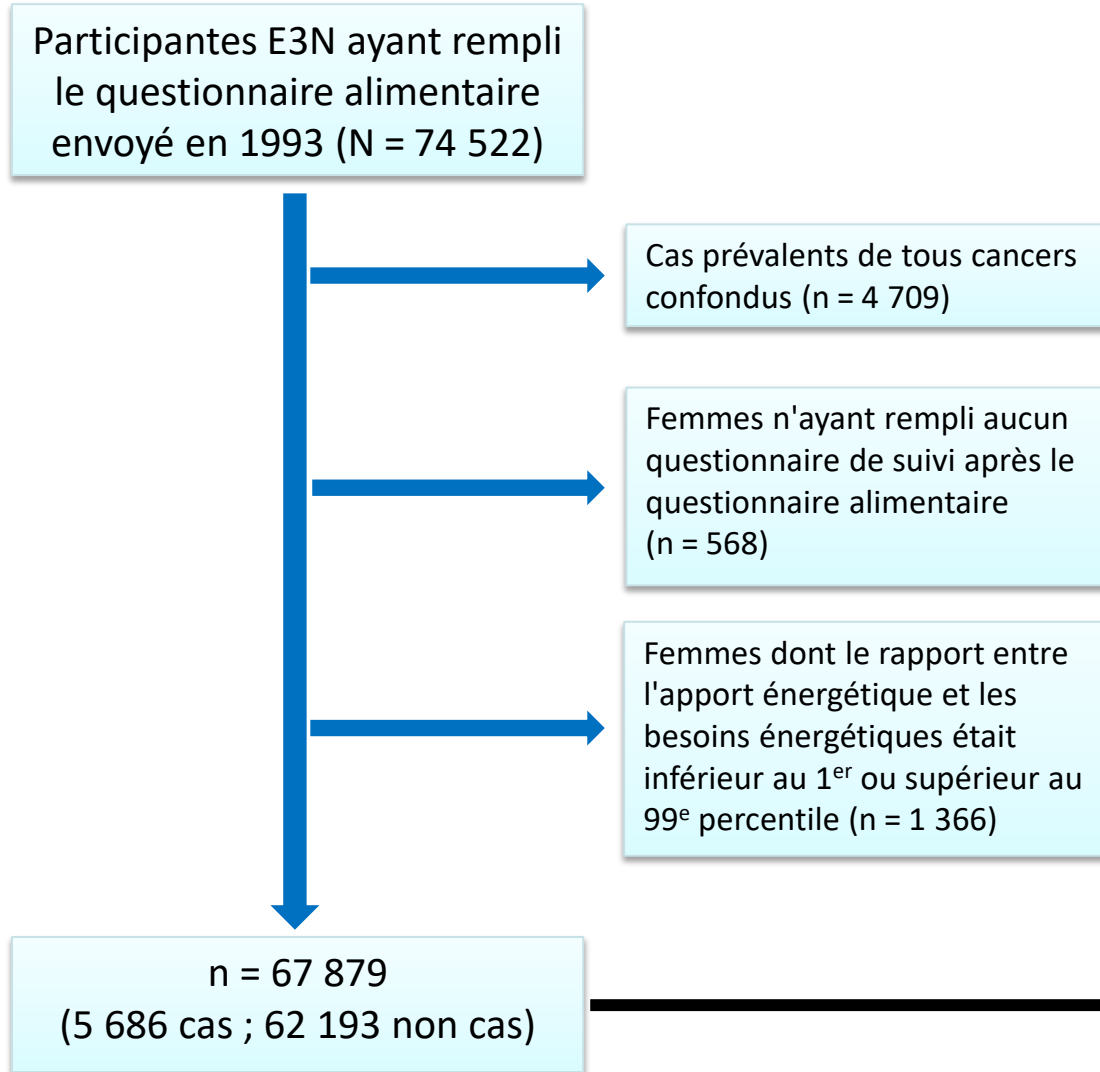 Participantes E3N ayant rempli
le questionnaire alimentaire
envoyé en 1993 (N = 74 522)
Cas prévalents de tous cancers
confondus (n = 4 709)
Femmes n'ayant rempli aucun
questionnaire de suivi après le
questionnaire alimentaire
(n = 568)
Femmes dont le rapport entre
l'apport énergétique et les
besoins énergétiques était
inférieur au 1er ou supérieur au
99e percentile (n = 1 366)
n = 67 879
(5 686 cas ; 62 193 non cas)